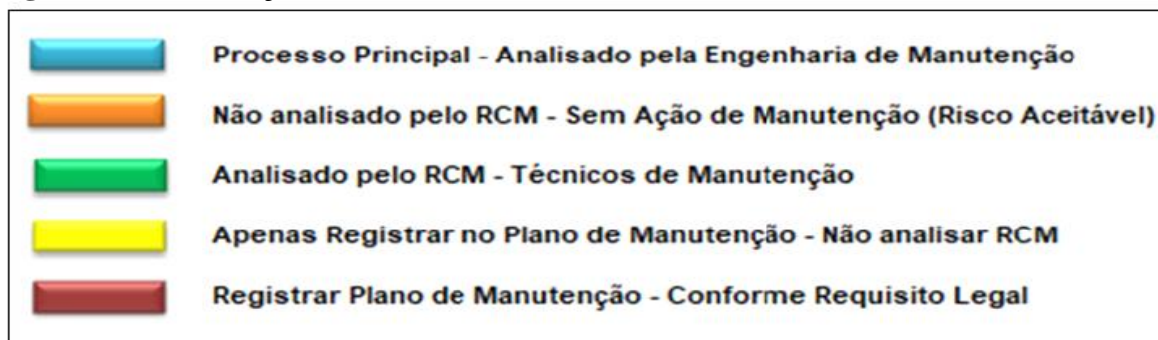 Processo Principal - Analisado pela Engenharia de Manutenção
Não analisado pelo RCM - Sem Ação de Manutenção (Risco Aceitável)
Analisado pelo RCM - Técnicos de Manutenção
Apenas Registrar no Plano de Manutenção - Não analisar RCM
Registrar Plano de Manutenção - Conforme Requisito Legal